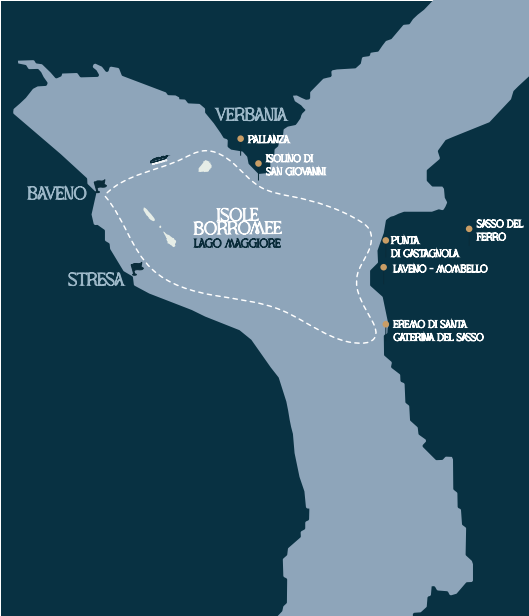 VERBANIA
PALLANZA
ISOLINO DI
SAN GIOVANNI
BAVENO
ISOLE
BORROMEE
LAGO MAGGIORE
SASSO DEL
FERRO
PUNTA
DI CASTAGNOLA
LAVENO - MOMBELLO
STRESA
EREMO DI SANTA
CATERINA DEL SASSO